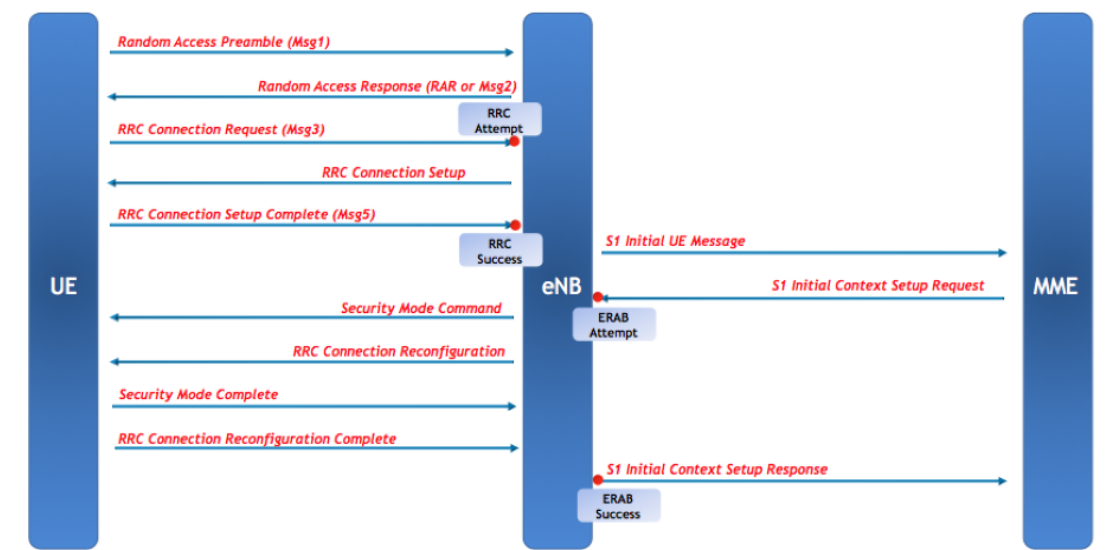 Random Access Preamble (Msg1)
Random Access Response (RAR or Msg2)
RRC
Attempt
RRC Connection Request (Msg3)
RRC Connection Setup
RRC Connection Setup Complete (Msg5)
RRC
Success
S1 Initial UE Message
UE
eNB
MME
S1 Initial Context Setup Request
Security Mode Command
ERAB
Attempt
RRC Connection Reconfiguration
Security Mode Complete
RRC Connection Reconfiguration Complete
S1 Initial Context Setup Response
ERAB
Success